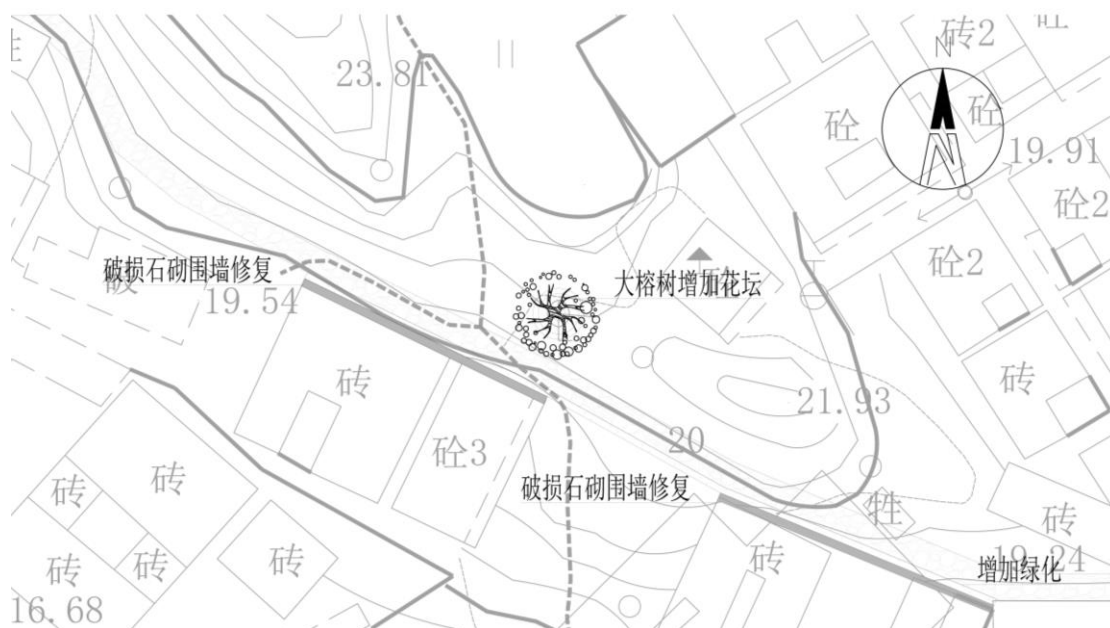 砼
砖2
N
23.81
砼
砼
19.91
砼2
砼2
破损石砌围墙修复
大榕树增加花坛
19.54
砖
砖
21.93
20
砼3
破损石砌围墙修复
砖
砖
牲
砖
砖
砖
砖
砖
19.24
增加绿化
16.68